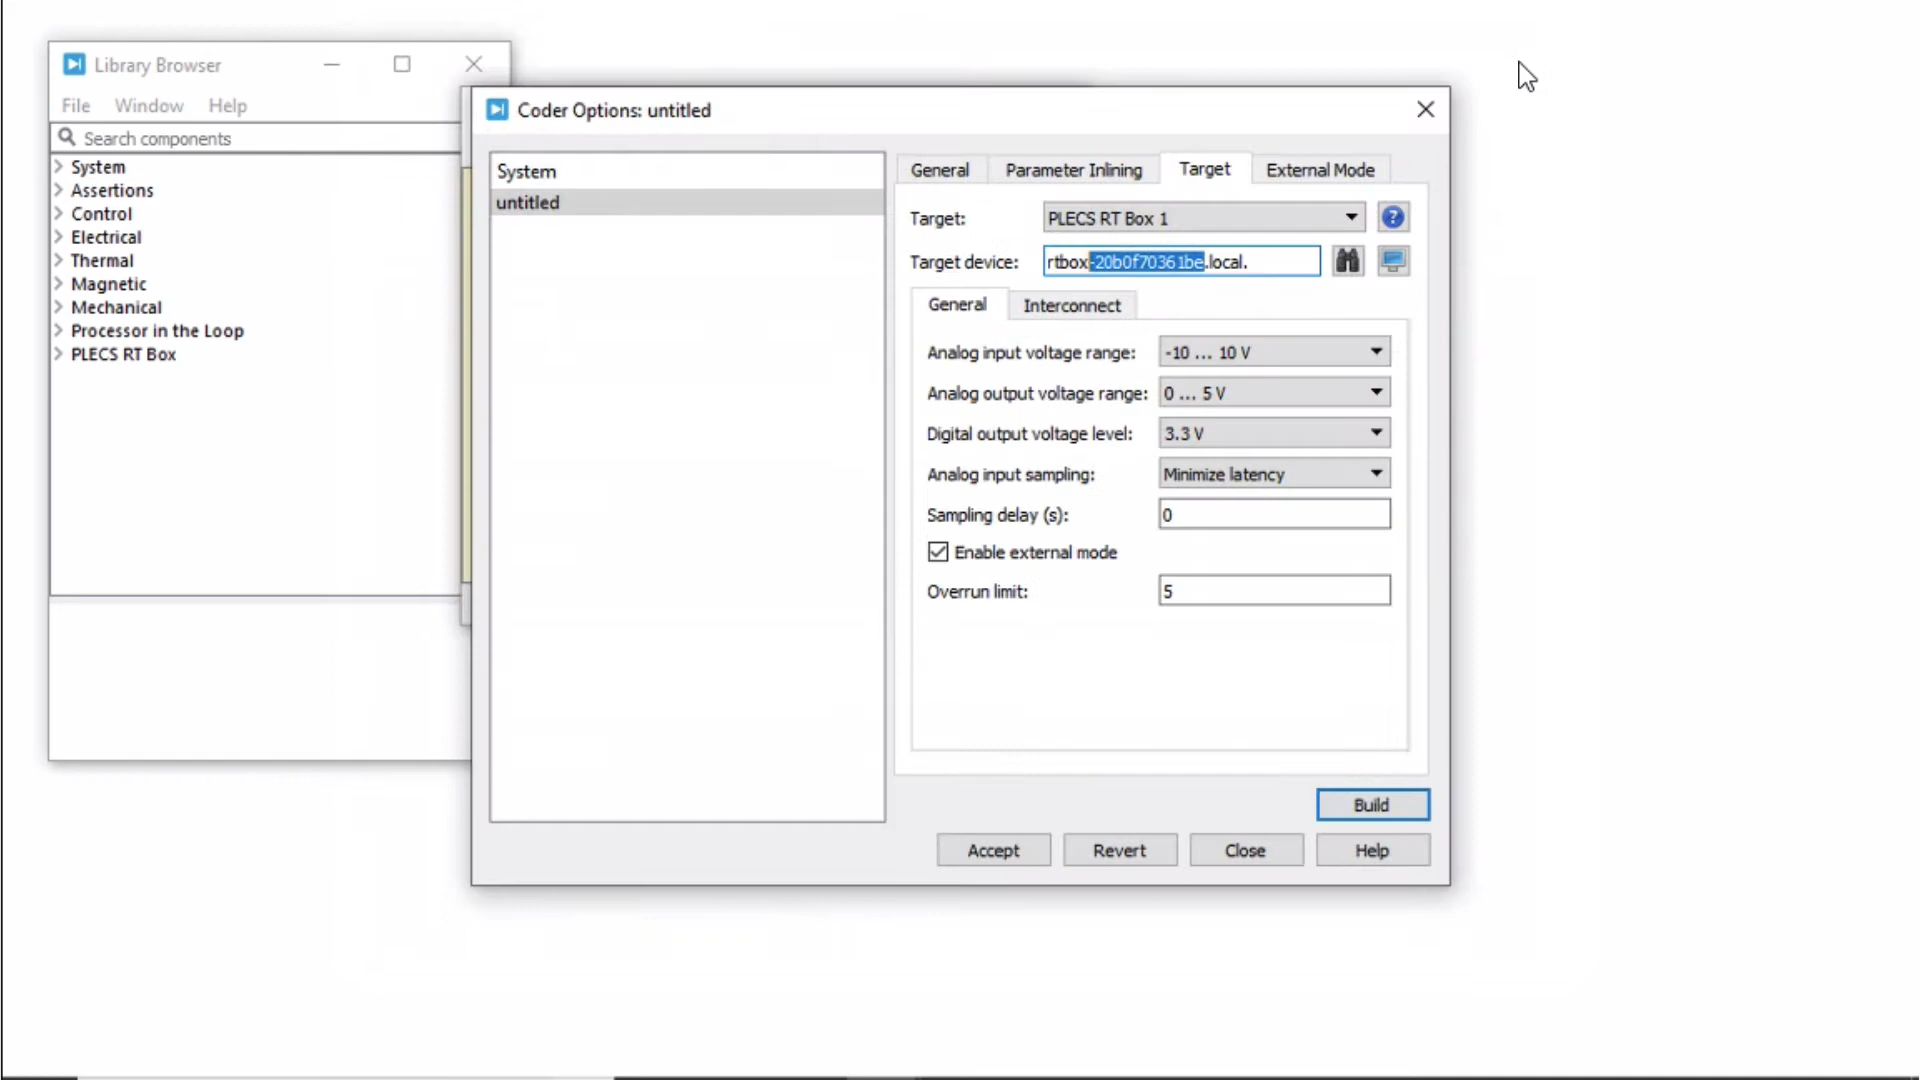 Library Browser
File Window Help
Search components
System
Assertions
Control
Electrical
Thermal
Magnetic
Mechanical
Processor in the Loop
PLECS RT Box
Coder Options: untitled
System
untitled
General Parameter Inlining Target External Mode
Target: PLECS RT Box 1
Target device: rtbox-20b0f70361be.local.
General Interconnect
Analog input voltage range: -10 ... 10 V
Analog output voltage range: 0 ... 5 V
Digital output voltage level: 3.3 V
Analog input sampling: Minimize latency
Sampling delay (s): 0
Enable external mode
Overrun limit: 5
Build
Accept Revert Close Help